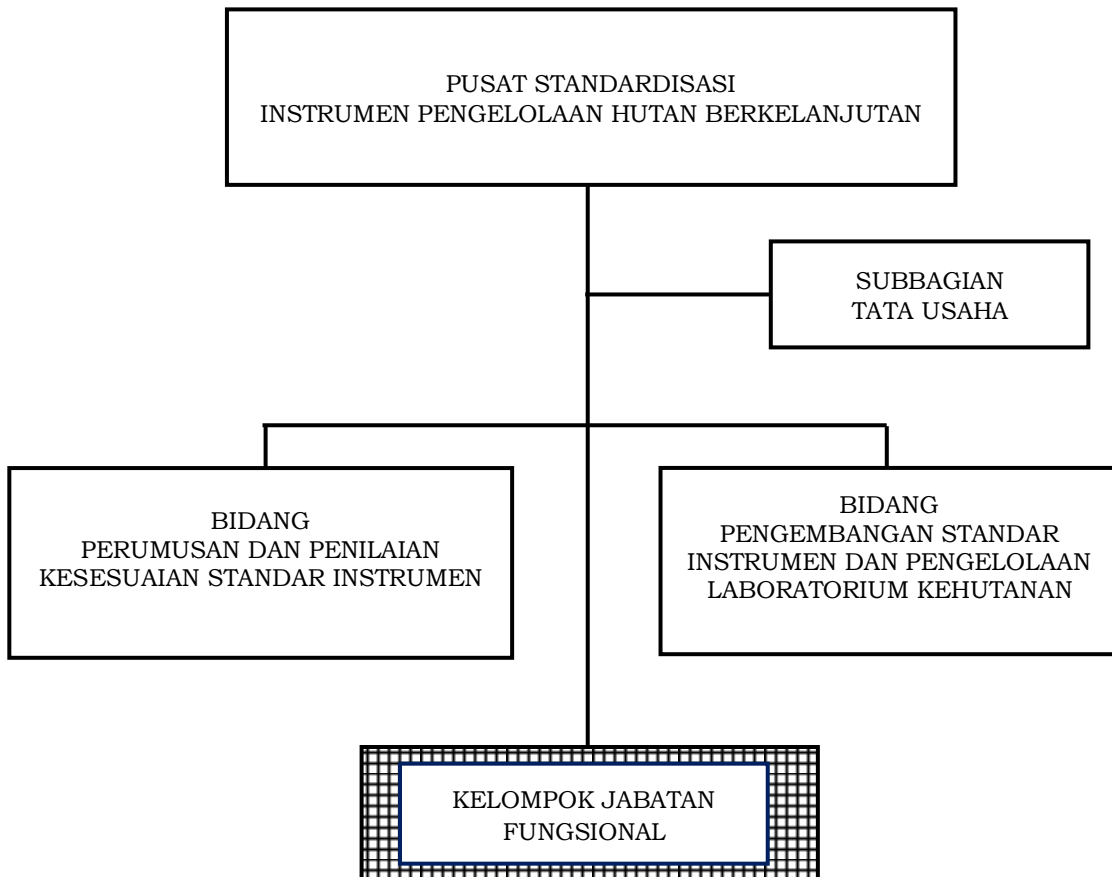 PUSAT STANDARDISASI
INSTRUMEN PENGELOLAAN HUTAN BERKELANJUTAN
SUBBAGIAN
TATA USAHA
BIDANG
PERUMUSAN DAN PENILAIAN
KESESUAIAN STANDAR INSTRUMEN
BIDANG
PENGEMBANGAN STANDAR
INSTRUMEN DAN PENGELOLAAN
LABORATORIUM KEHUTANAN
KELOMPOK JABATAN
FUNGSIONAL